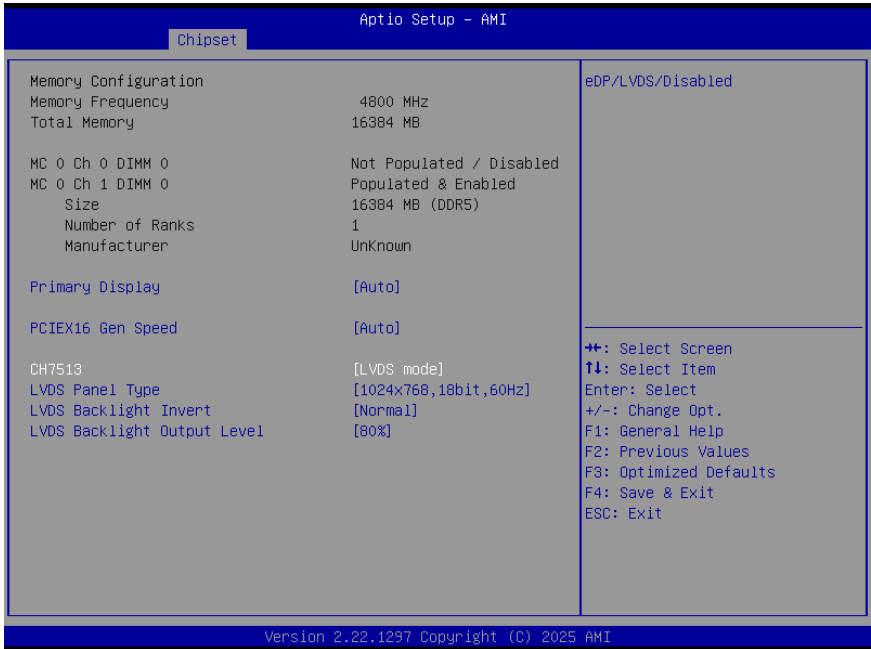 Aptio Setup – AMI
Chipset
Memory Configuration
Memory Frequency 4800 MHz
Total Memory 16384 MB
MC 0 Ch 0 DIMM 0 Not Populated / Disabled
MC 0 Ch 1 DIMM 0 Populated & Enabled
Size 16384 MB (DDR5)
Number of Ranks 1
Manufacturer UnKnown
Primary Display [Auto]
PCIEX16 Gen Speed [Auto]
CH7513 [LVDS mode]
LVDS Panel Type [1024x768,18bit,60Hz]
LVDS Backlight Invert [Normal]
LVDS Backlight Output Level [80%]
eDP/LVDS/Disabled
→←: Select Screen
↑↓: Select Item
Enter: Select
+/-: Change Opt.
F1: General Help
F2: Previous Values
F3: Optimized Defaults
F4: Save & Exit
ESC: Exit
Version 2.22.1297 Copyright (C) 2025 AMI